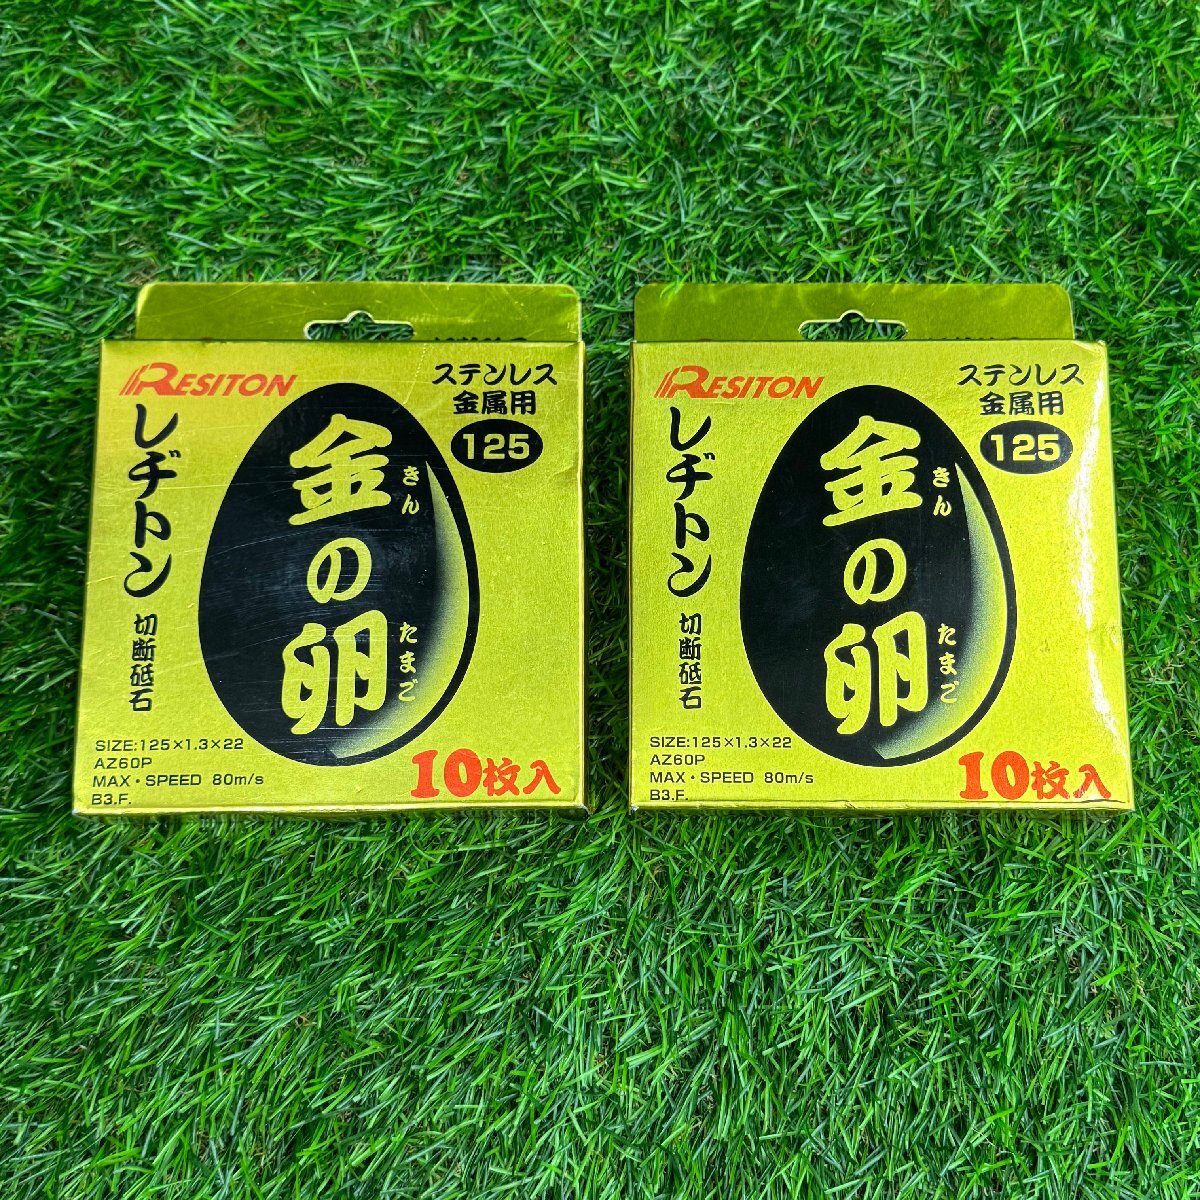 RESITON
レヂトン
切断砥石
金の卵
きん
たまご
ステンレス
金属用
125
SIZE:125×1.3×22
AZ60P
MAX・SPEED 80m/s
B3.F.
10枚入
RESITON
レヂトン
切断砥石
金の卵
きん
たまご
ステンレス
金属用
125
SIZE:125×1.3×22
AZ60P
MAX・SPEED 80m/s
B3.F.
10枚入